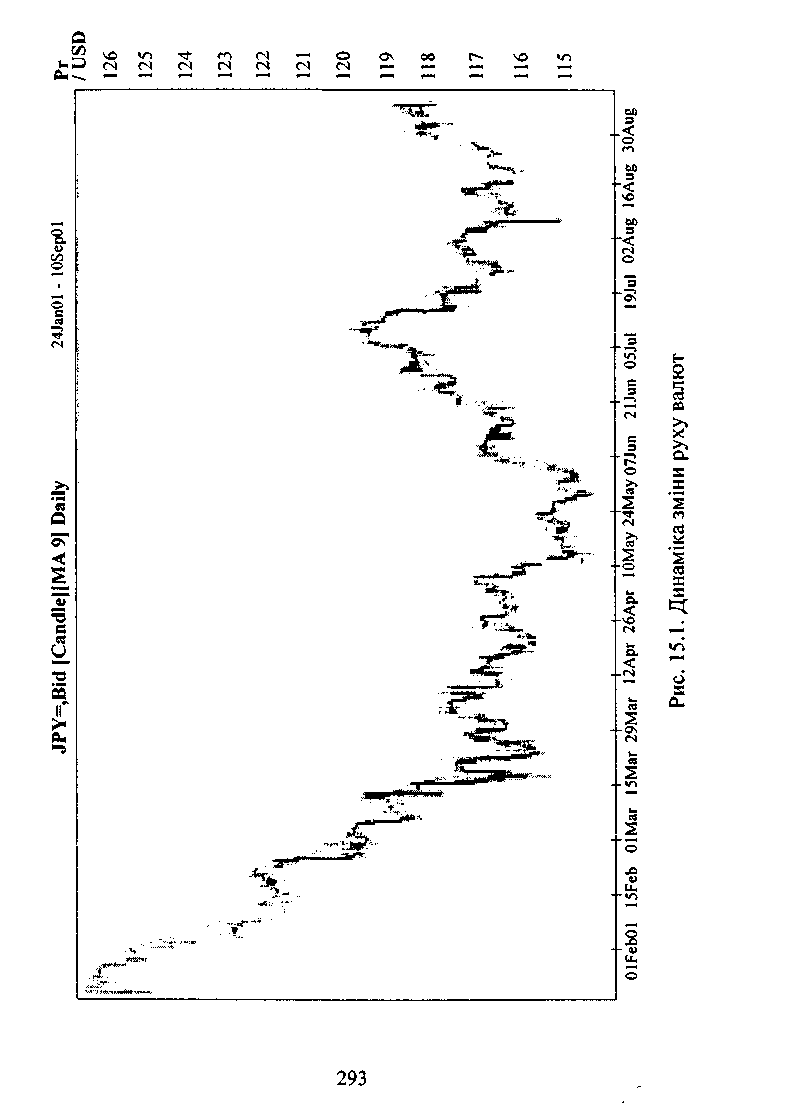 JPY=,Bid [Candle][MA 9] Daily
24Jan01 - 10Sep01
Pr
/ USD
126
125
124
123
122
121
120
119
118
117
116
115
01Feb01 15Feb 01Mar 15Mar 29Mar 12Apr 26Apr 10May 24May 07Jun 21Jun 05Jul 19Jul 02Aug 16Aug 30Aug
Рис. 15.1. Динаміка зміни руху валют
293